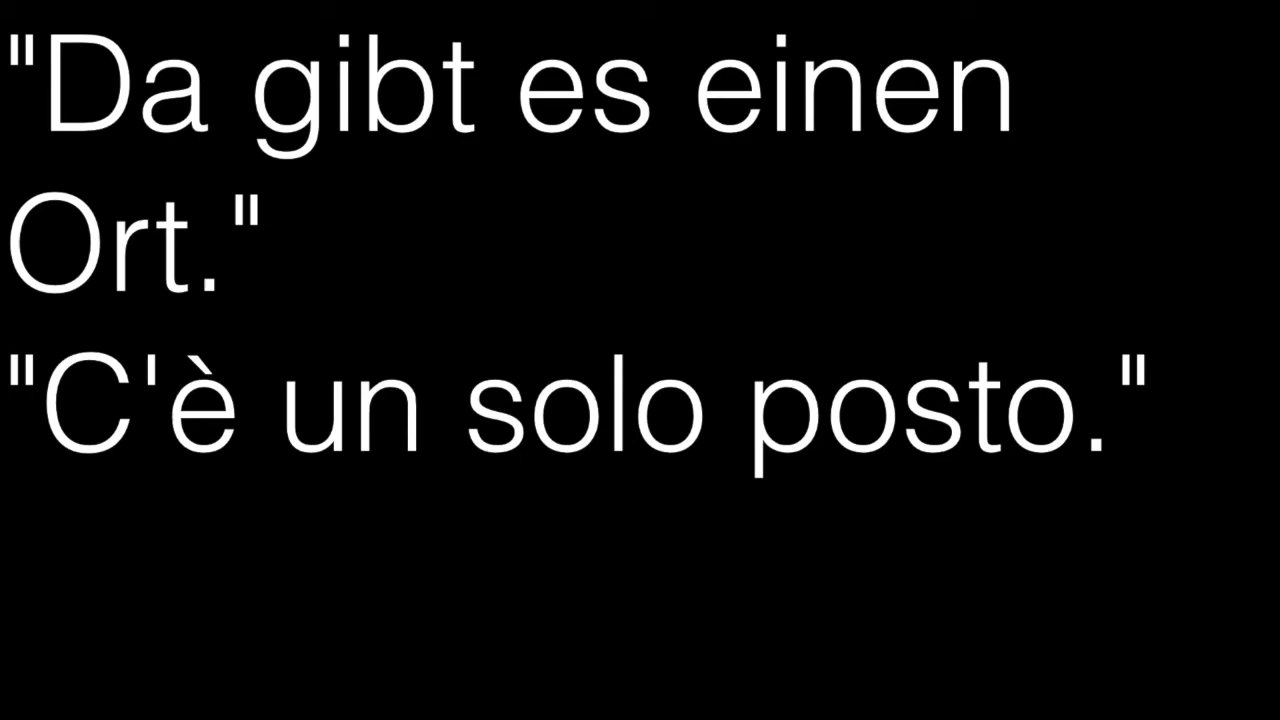 "Da gibt es einen
Ort."
"C'è un solo posto."